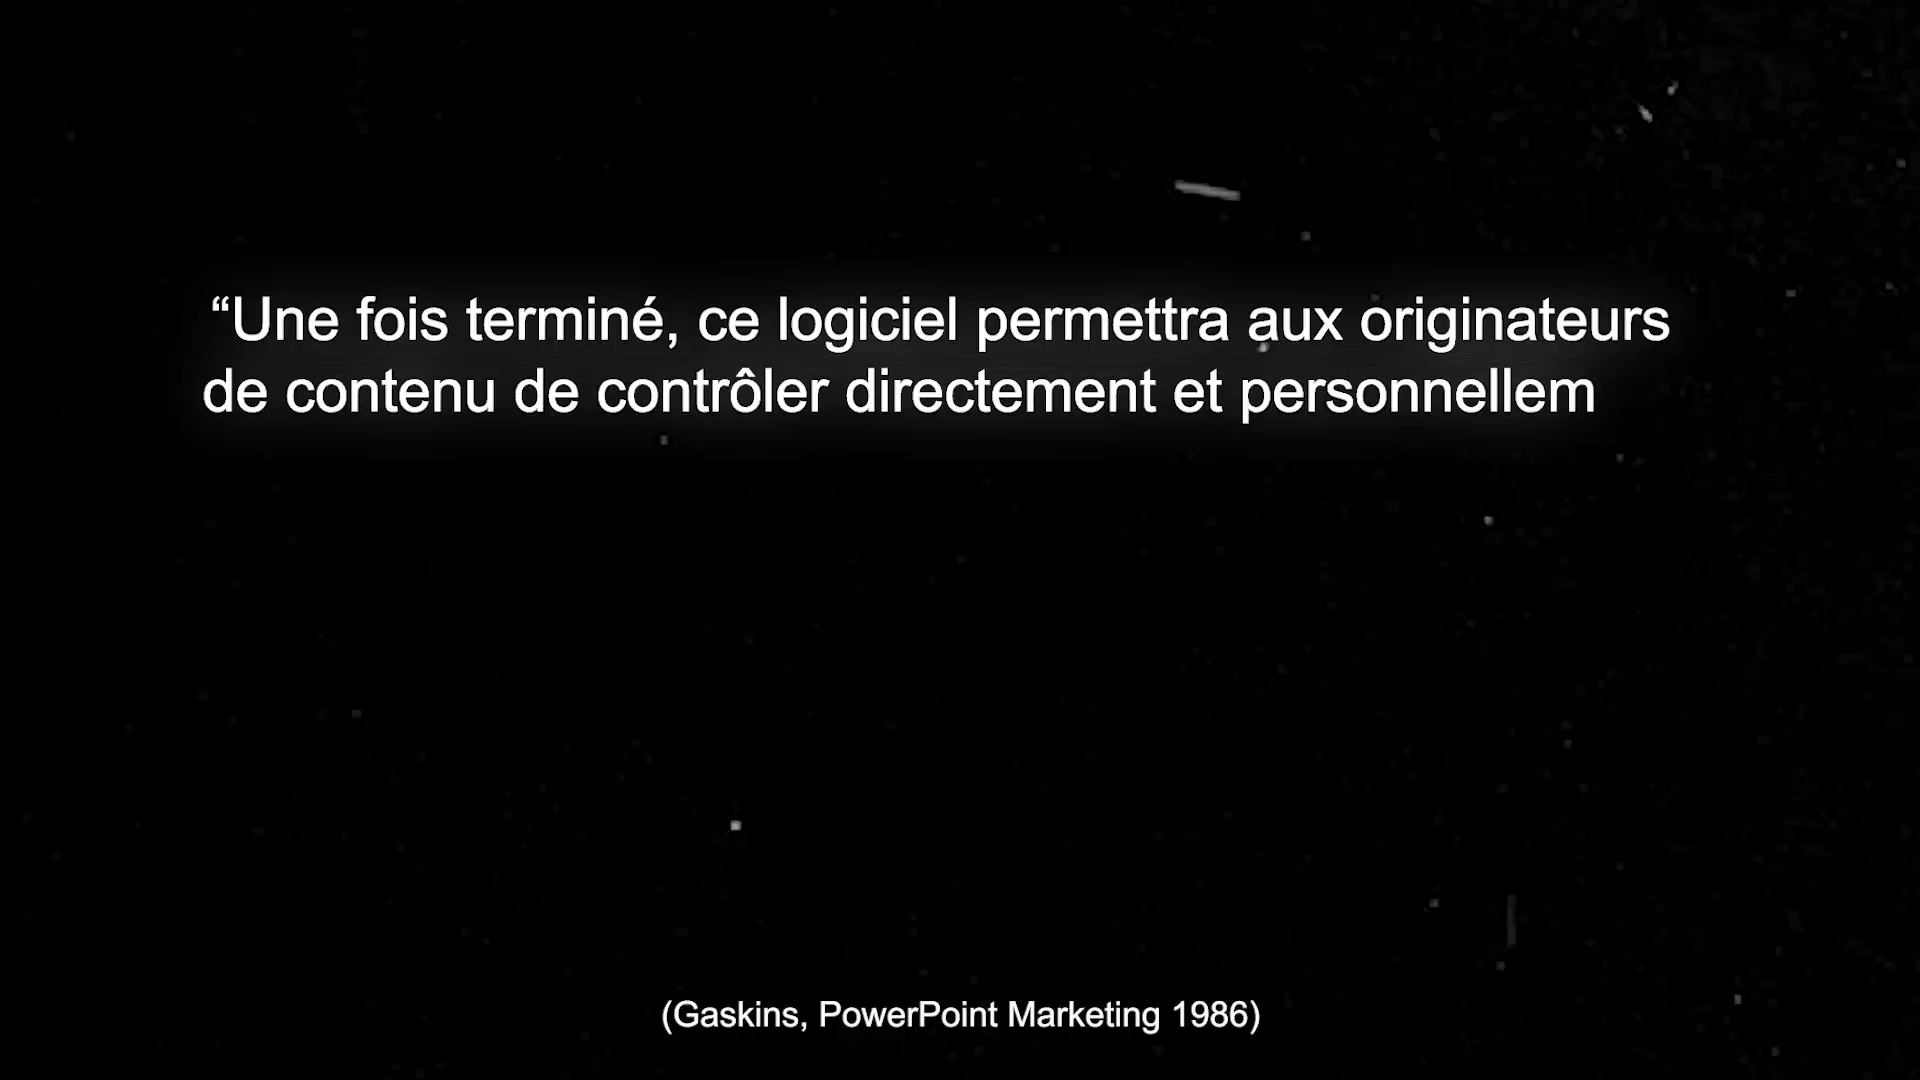 “Une fois terminé, ce logiciel permettra aux originateurs
de contenu de contrôler directement et personnellem
(Gaskins, PowerPoint Marketing 1986)